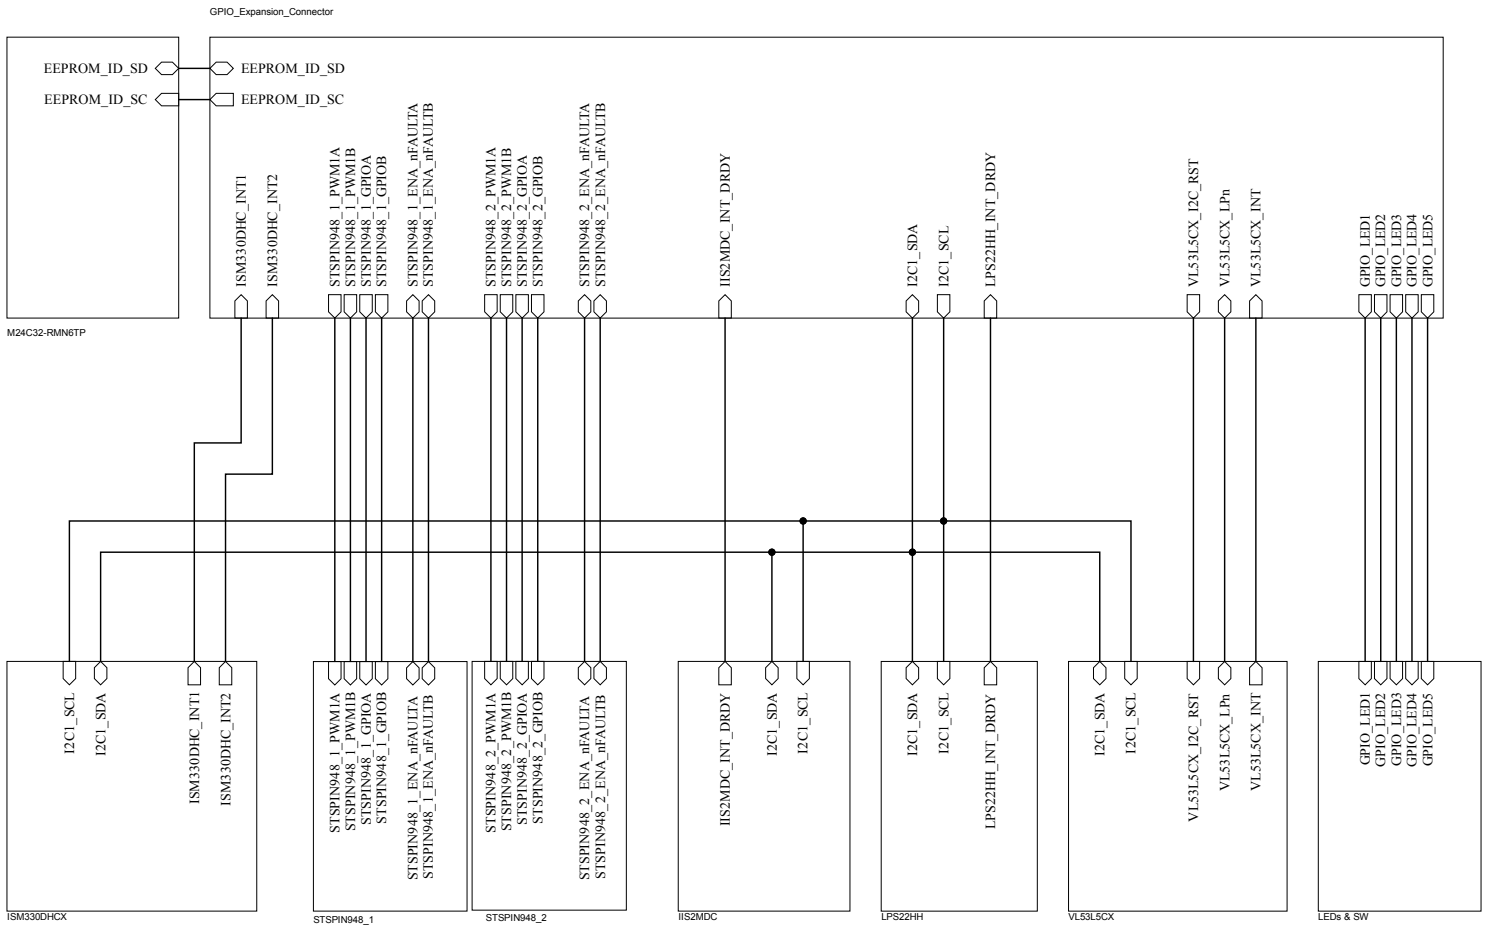 GPIO_Expansion_Connector
EEPROM_ID_SD
EEPROM_ID_SD
EEPROM_ID_SC
EEPROM_ID_SC
ISM330DHC_INT1
ISM330DHC_INT2
STSPIN948_1_PWM1A
STSPIN948_1_PWM1B
STSPIN948_1_GPIOA
STSPIN948_1_GPIOB
STSPIN948_1_ENA_nFAULTA
STSPIN948_1_ENA_nFAULTB
STSPIN948_2_PWM1A
STSPIN948_2_PWM1B
STSPIN948_2_GPIOA
STSPIN948_2_GPIOB
STSPIN948_2_ENA_nFAULTA
STSPIN948_2_ENA_nFAULTB
IIS2MDC_INT_DRDY
I2C1_SDA
I2C1_SCL
LPS22HH_INT_DRDY
VL53L5CX_I2C_RST
VL53L5CX_LPn
VL53L5CX_INT
GPIO_LED1
GPIO_LED2
GPIO_LED3
GPIO_LED4
GPIO_LED5
M24C32-RMN6TP
I2C1_SCL
I2C1_SDA
ISM330DHC_INT1
ISM330DHC_INT2
STSPIN948_1_PWM1A
STSPIN948_1_PWM1B
STSPIN948_1_GPIOA
STSPIN948_1_GPIOB
STSPIN948_1_ENA_nFAULTA
STSPIN948_1_ENA_nFAULTB
STSPIN948_2_PWM1A
STSPIN948_2_PWM1B
STSPIN948_2_GPIOA
STSPIN948_2_GPIOB
STSPIN948_2_ENA_nFAULTA
STSPIN948_2_ENA_nFAULTB
IIS2MDC_INT_DRDY
I2C1_SDA
I2C1_SCL
I2C1_SDA
I2C1_SCL
LPS22HH_INT_DRDY
I2C1_SDA
I2C1_SCL
VL53L5CX_I2C_RST
VL53L5CX_LPn
VL53L5CX_INT
GPIO_LED1
GPIO_LED2
GPIO_LED3
GPIO_LED4
GPIO_LED5
ISM330DHCX
STSPIN948_1
STSPIN948_2
IIS2MDC
LPS22HH
VL53L5CX
LEDs & SW